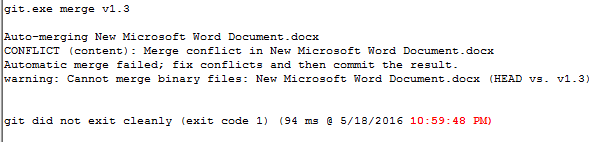 git.exe merge v1.3
Auto-merging New Microsoft Word Document.docx
CONFLICT (content): Merge conflict in New Microsoft Word Document.docx
Automatic merge failed; fix conflicts and then commit the result.
warning: Cannot merge binary files: New Microsoft Word Document.docx (HEAD vs. v1.3)
git did not exit cleanly (exit code 1) (94 ms @ 5/18/2016 10:59:48 PM)